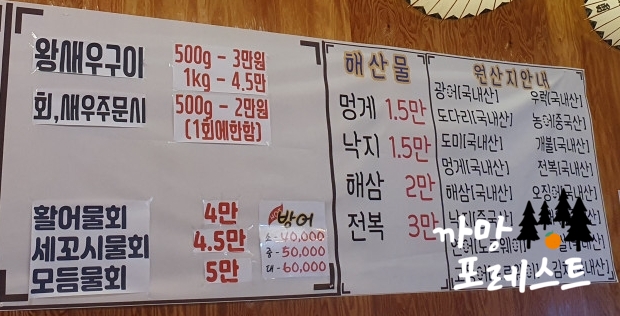 왕새우구이 500g - 3만원
1kg - 4.5만
회,새우주문시 500g - 2만원
(1회에한함)
활어물회 4만
세꼬시물회 4.5만
모듬물회 5만
방어
소 - 40,000
중 - 50,000
대 - 60,000
해산물
멍게 1.5만
낙지 1.5만
해삼 2만
전복 3만
원산지안내
광어[국내산] 우럭[국내산]
도다리[국내산] 농어[중국산]
도미[국내산] 개불[국내산]
멍게[국내산] 전복[국내산]
해삼[국내산]
까망
포레스트